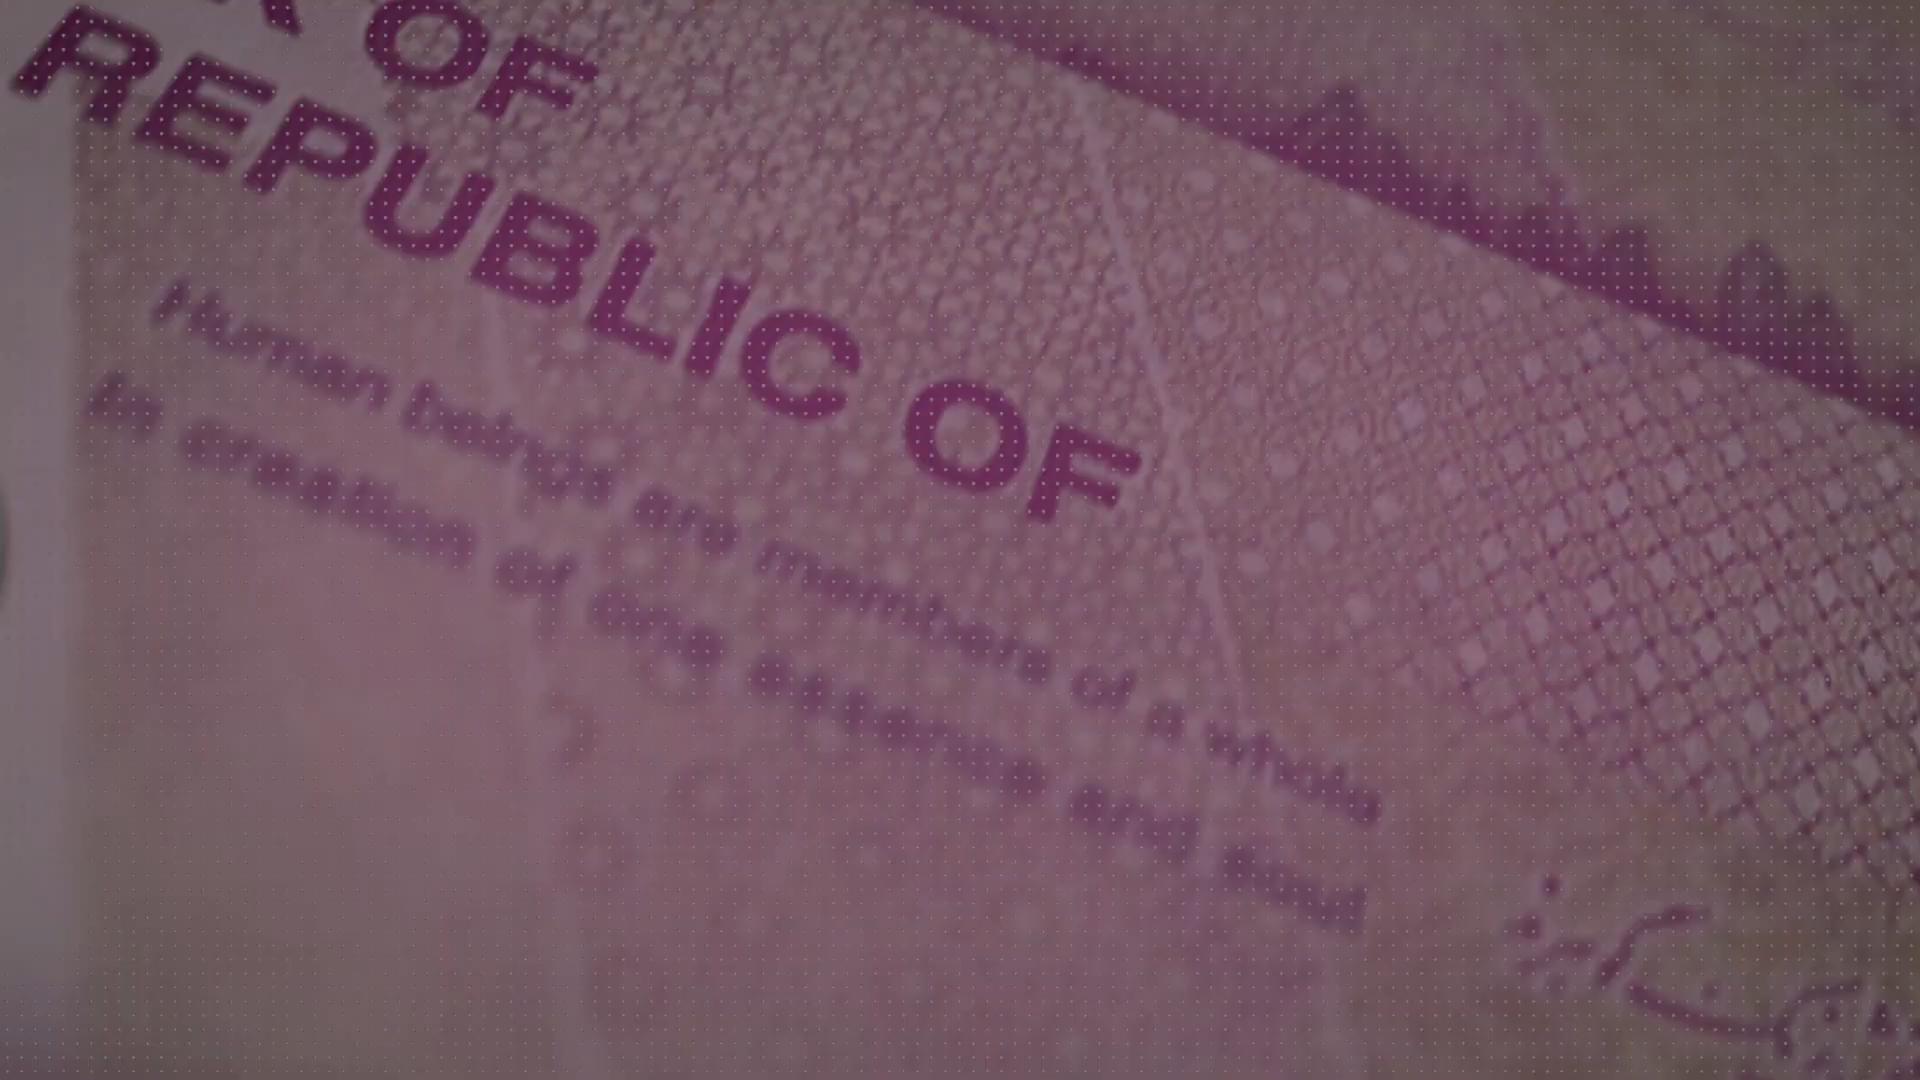 OF
REPUBLIC OF
Human beings are members of a whole
In creation of one essence and soul